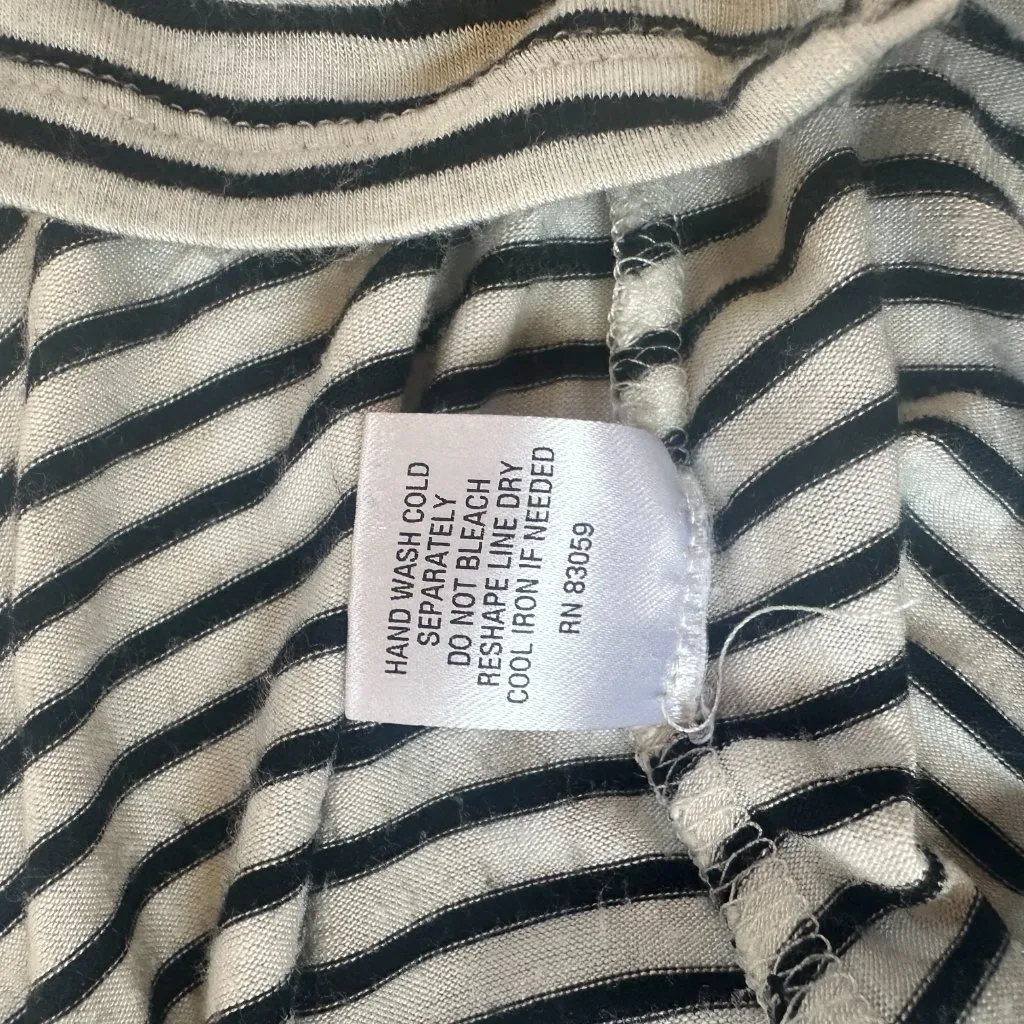 HAND WASH COLD
SEPARATELY
DO NOT BLEACH
RESHAPE LINE DRY
COOL IRON IF NEEDED
RN 83059